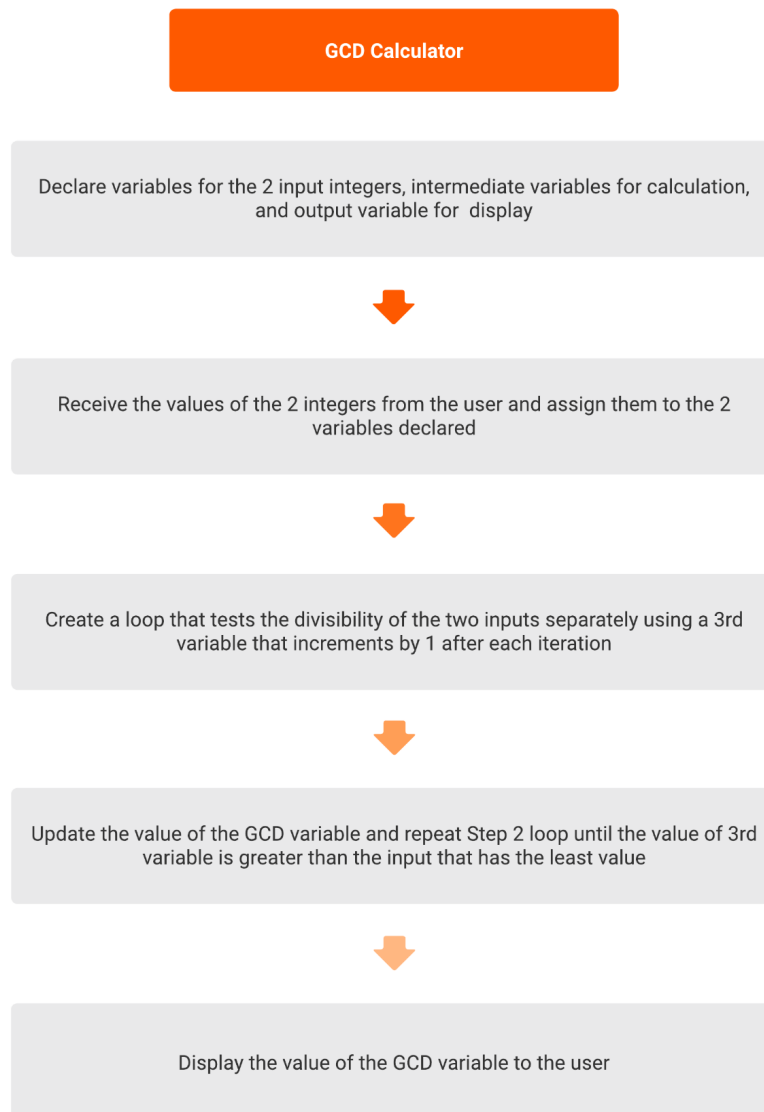 GCD Calculator
Declare variables for the 2 input integers, intermediate variables for calculation,
and output variable for display
Receive the values of the 2 integers from the user and assign them to the 2
variables declared
Create a loop that tests the divisibility of the two inputs separately using a 3rd
variable that increments by 1 after each iteration
Update the value of the GCD variable and repeat Step 2 loop until the value of 3rd
variable is greater than the input that has the least value
Display the value of the GCD variable to the user